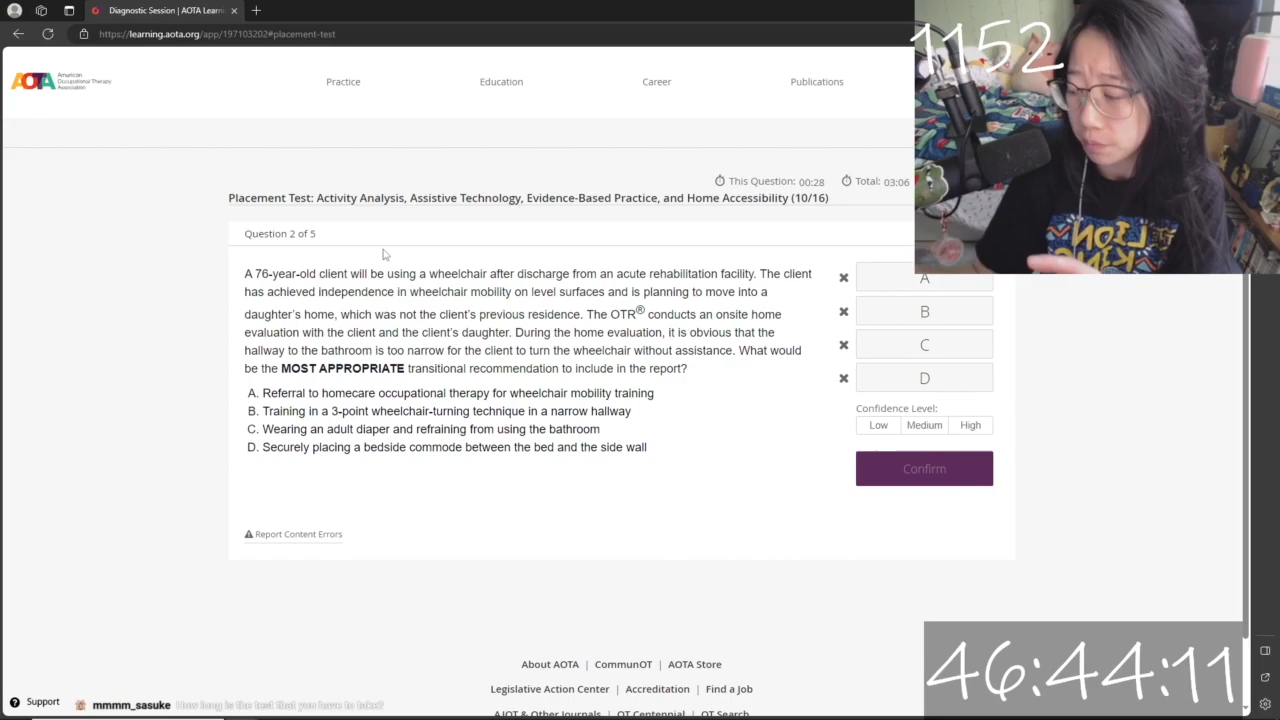 Diagnostic Session | AOTA Learni
https://learning.aota.org/app/197103202#placement-test
1152
AOTA American Occupational Therapy Association
Practice
Education
Career
Publications
This Question: 00:28
Total: 03:06
Placement Test: Activity Analysis, Assistive Technology, Evidence-Based Practice, and Home Accessibility (10/16)
Question 2 of 5
A 76-year-old client will be using a wheelchair after discharge from an acute rehabilitation facility. The client
has achieved independence in wheelchair mobility on level surfaces and is planning to move into a
daughter's home, which was not the client's previous residence. The OTR® conducts an onsite home
evaluation with the client and the client's daughter. During the home evaluation, it is obvious that the
hallway to the bathroom is too narrow for the client to turn the wheelchair without assistance. What would
be the MOST APPROPRIATE transitional recommendation to include in the report?
A. Referral to homecare occupational therapy for wheelchair mobility training
B. Training in a 3-point wheelchair-turning technique in a narrow hallway
C. Wearing an adult diaper and refraining from using the bathroom
D. Securely placing a bedside commode between the bed and the side wall
A
B
C
D
Confidence Level:
Low
Medium
High
Confirm
Report Content Errors
LION KING
About AOTA | CommunOT | AOTA Store
Legislative Action Center | Accreditation | Find a Job
AJOT & Other Journals | OT Centennial | OT Search
Support
mmmm_sasuke How long is the test that you have to take?
46:44:11